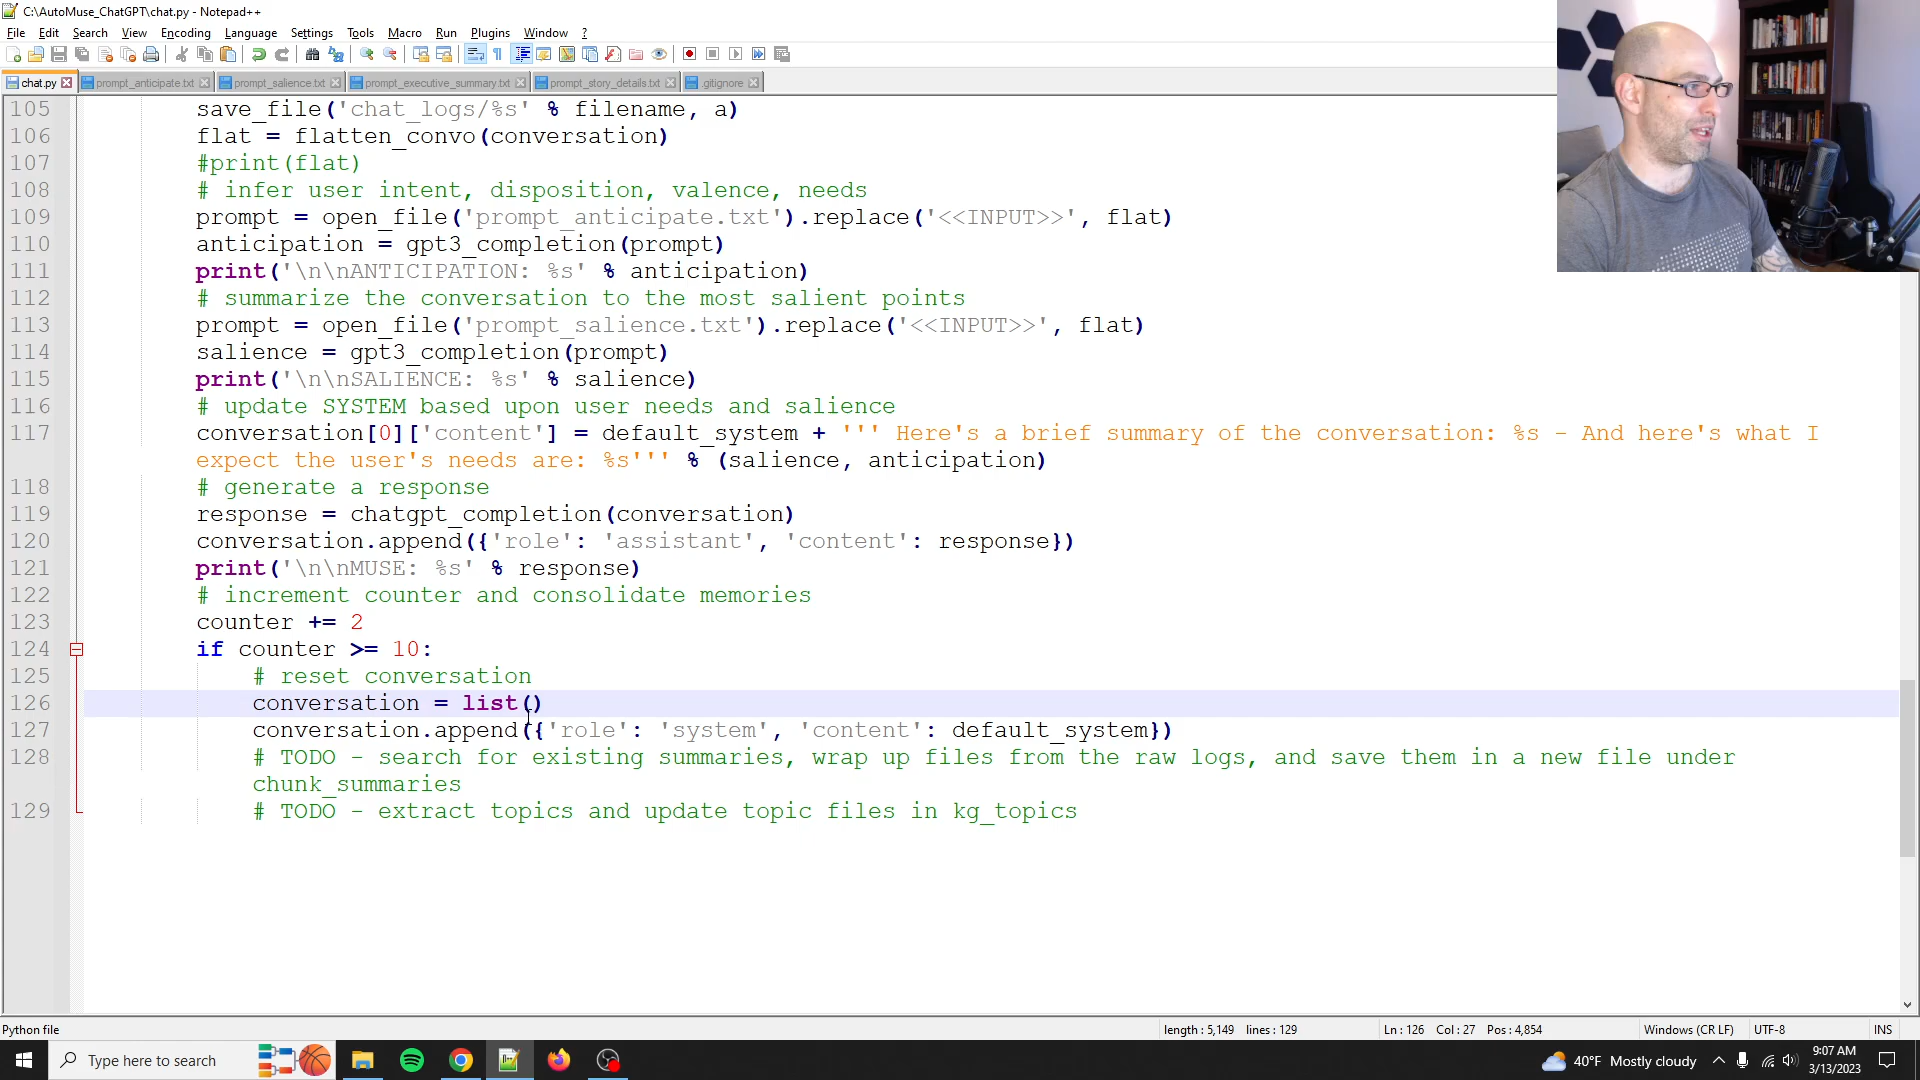 C:\AutoMuse_ChatGPT\chat.py - Notepad++
File Edit Search View Encoding Language Settings Tools Macro Run Plugins Window ?
chat.py prompt_anticipate.txt prompt_salience.txt prompt_executive_summary.txt prompt_story_details.txt .gitignore
105 save_file('chat_logs/%s' % filename, a)
106 flat = flatten_convo(conversation)
107 #print(flat)
108 # infer user intent, disposition, valence, needs
109 prompt = open_file('prompt_anticipate.txt').replace('<<INPUT>>', flat)
110 anticipation = gpt3_completion(prompt)
111 print('\n\nANTICIPATION: %s' % anticipation)
112 # summarize the conversation to the most salient points
113 prompt = open_file('prompt_salience.txt').replace('<<INPUT>>', flat)
114 salience = gpt3_completion(prompt)
115 print('\n\nSALIENCE: %s' % salience)
116 # update SYSTEM based upon user needs and salience
117 conversation[0]['content'] = default_system + ''' Here's a brief summary of the conversation: %s - And here's what I
expect the user's needs are: %s''' % (salience, anticipation)
118 # generate a response
119 response = chatgpt_completion(conversation)
120 conversation.append({'role': 'assistant', 'content': response})
121 print('\n\nMUSE: %s' % response)
122 # increment counter and consolidate memories
123 counter += 2
124 if counter >= 10:
125 # reset conversation
126 conversation = list()
127 conversation.append({'role': 'system', 'content': default_system})
128 # TODO - search for existing summaries, wrap up files from the raw logs, and save them in a new file under
chunk_summaries
129 # TODO - extract topics and update topic files in kg_topics
Python file length : 5,149 lines : 129 Ln : 126 Col : 27 Pos : 4,854 Windows (CR LF) UTF-8 INS
Type here to search 40°F Mostly cloudy 9:07 AM
3/13/2023